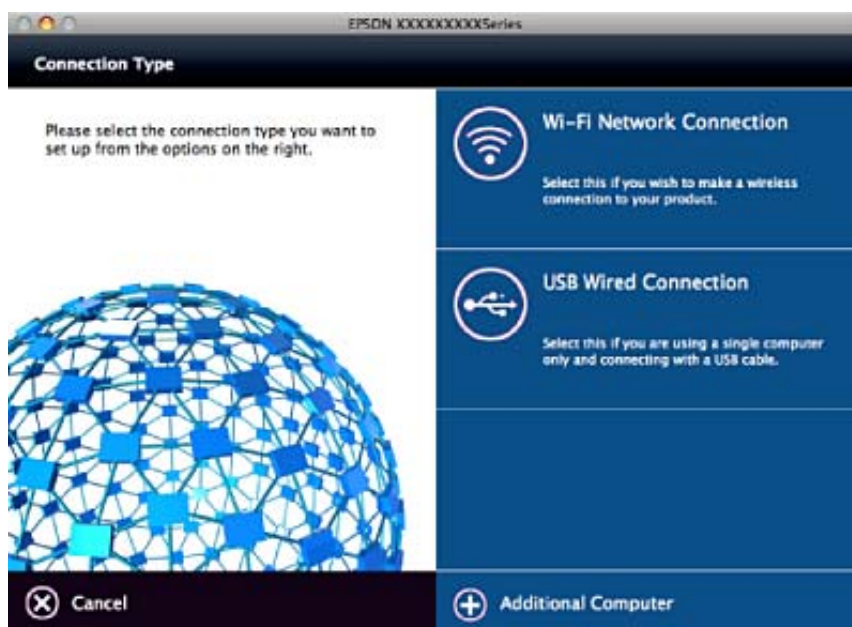 EPSON XXXXXXXXXSeries
Connection Type
Please select the connection type you want to
set up from the options on the right.
Wi-Fi Network Connection
Select this if you wish to make a wireless
connection to your product.
USB Wired Connection
Select this if you are using a single computer
only and connecting with a USB cable.
Cancel
Additional Computer